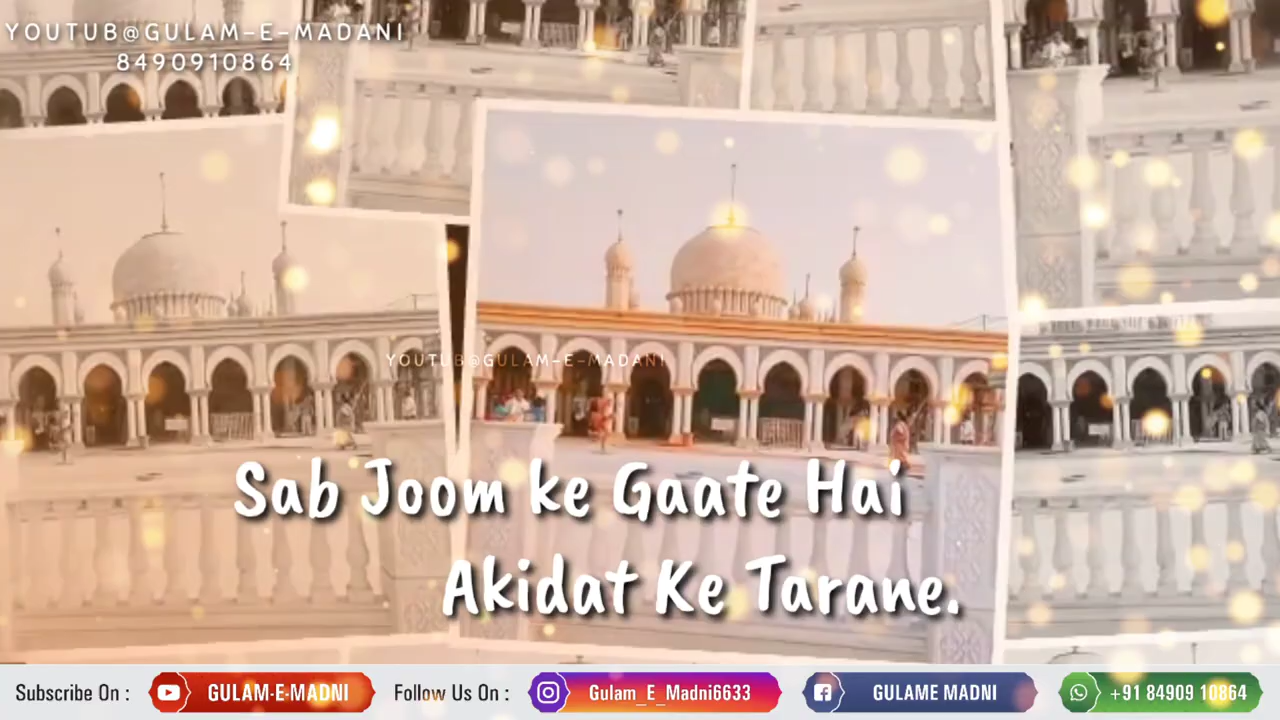 YOUTUB@GULAM-E-MADANI
8490910864
YOUTUB@GULAM-E-MADANI
Sab Joom ke Gaate Hai
Akidat Ke Tarane.
Subscribe On : GULAM-E-MADNI Follow Us On : Gulam_E_Madni6633 GULAME MADNI +91 84909 10864